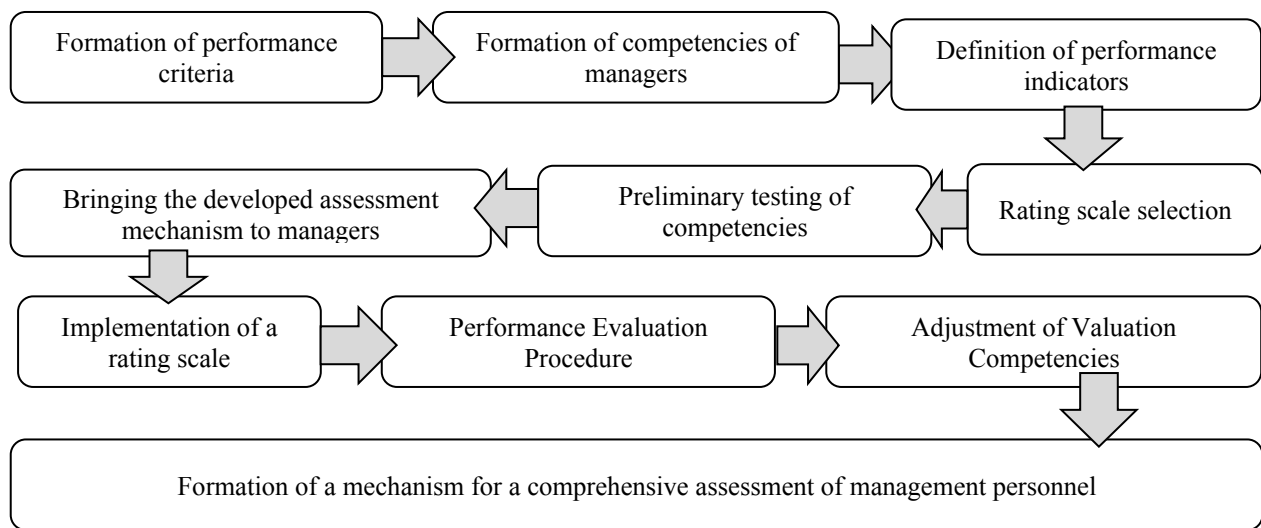 Formation of performance
criteria
Formation of competencies of
managers
Definition of performance
indicators
Rating scale selection
Preliminary testing of
competencies
Bringing the developed assessment
mechanism to managers
Implementation of a
rating scale
Performance Evaluation
Procedure
Adjustment of Valuation
Competencies
Formation of a mechanism for a comprehensive assessment of management personnel